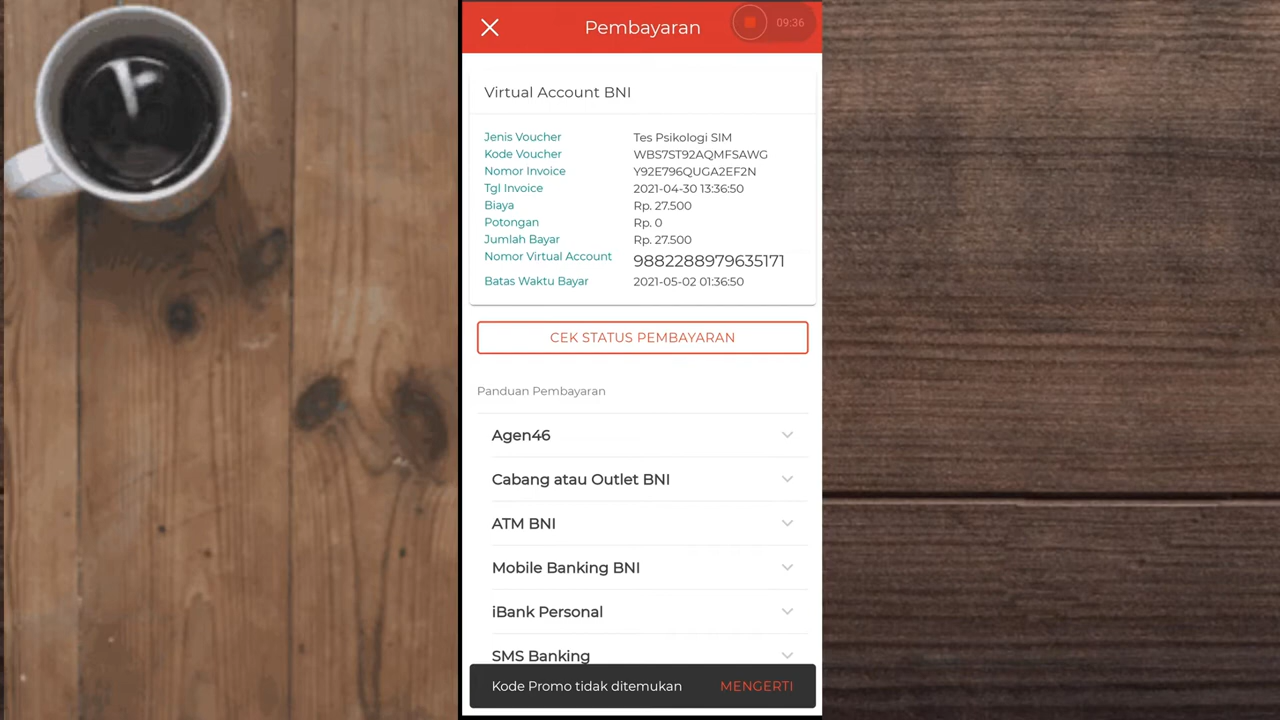 Pembayaran
09:36
Virtual Account BNI
Jenis Voucher Tes Psikologi SIM
Kode Voucher WBS7ST92AQMFSAWG
Nomor Invoice Y92E796QUGA2EF2N
Tgl Invoice 2021-04-30 13:36:50
Biaya Rp. 27.500
Potongan Rp. 0
Jumlah Bayar Rp. 27.500
Nomor Virtual Account 9882288979635171
Batas Waktu Bayar 2021-05-02 01:36:50
CEK STATUS PEMBAYARAN
Panduan Pembayaran
Agen46
Cabang atau Outlet BNI
ATM BNI
Mobile Banking BNI
iBank Personal
SMS Banking
Kode Promo tidak ditemukan MENGERTI